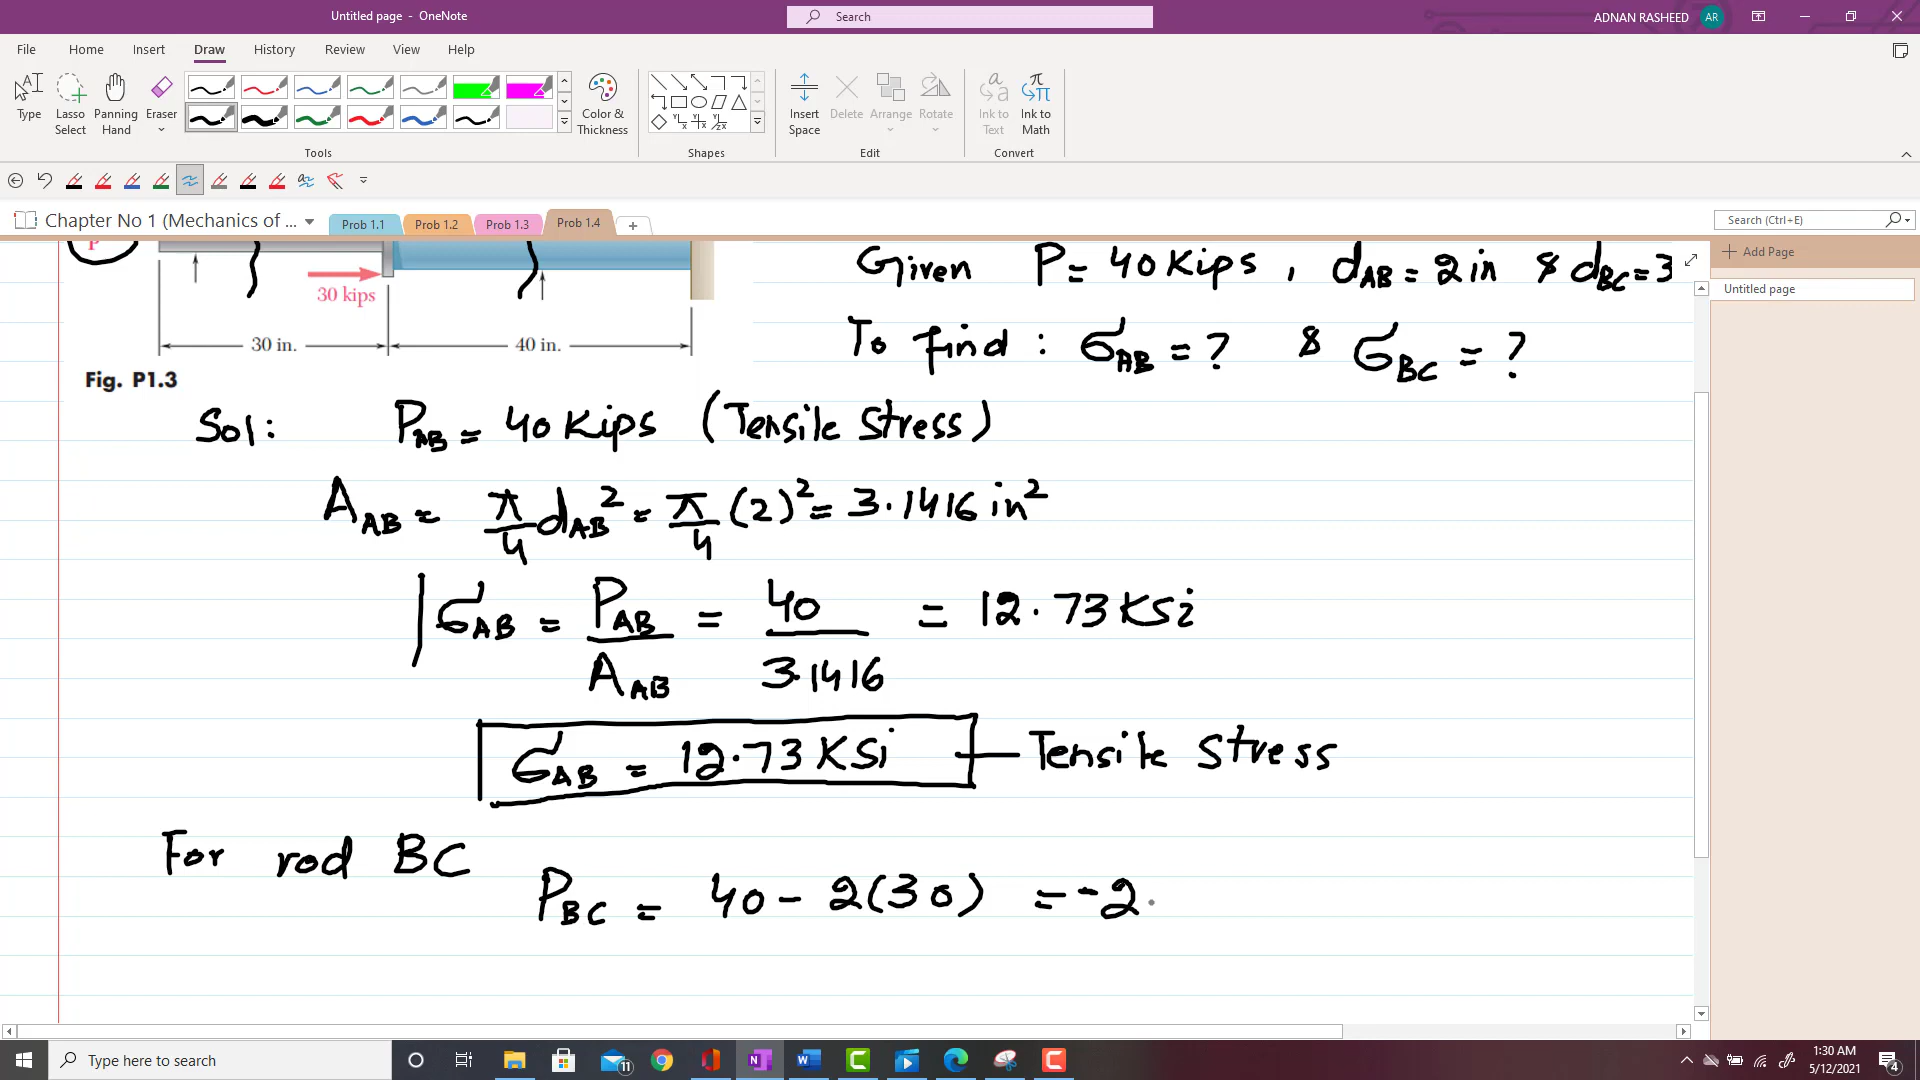 Untitled page - OneNote
Search
ADNAN RASHEED
AR
File Home Insert Draw History Review View Help
Type
Lasso Select
Panning Hand
Eraser
Color & Thickness
Insert Space
Delete
Arrange
Rotate
Ink to Text
Ink to Math
Tools
Shapes
Edit
Convert
Chapter No 1 (Mechanics of ...
Prob 1.1
Prob 1.2
Prob 1.3
Prob 1.4
Search (Ctrl+E)
Add Page
Untitled page
P
30 kips
30 in.
40 in.
Fig. P1.3
Given P = 40 Kips , dAB = 2 in & dBC = 3
To find : σAB = ? & σBC = ?
Sol: PAB = 40 Kips (Tensile Stress)
AAB = π/4 dAB² = π/4 (2)² = 3.1416 in²
σAB = PAB/AAB = 40/3.1416 = 12.73 KSi
σAB = 12.73 KSi — Tensile Stress
For rod BC
PBC = 40 - 2(30) = -2
Type here to search
11
1:30 AM
5/12/2021
4